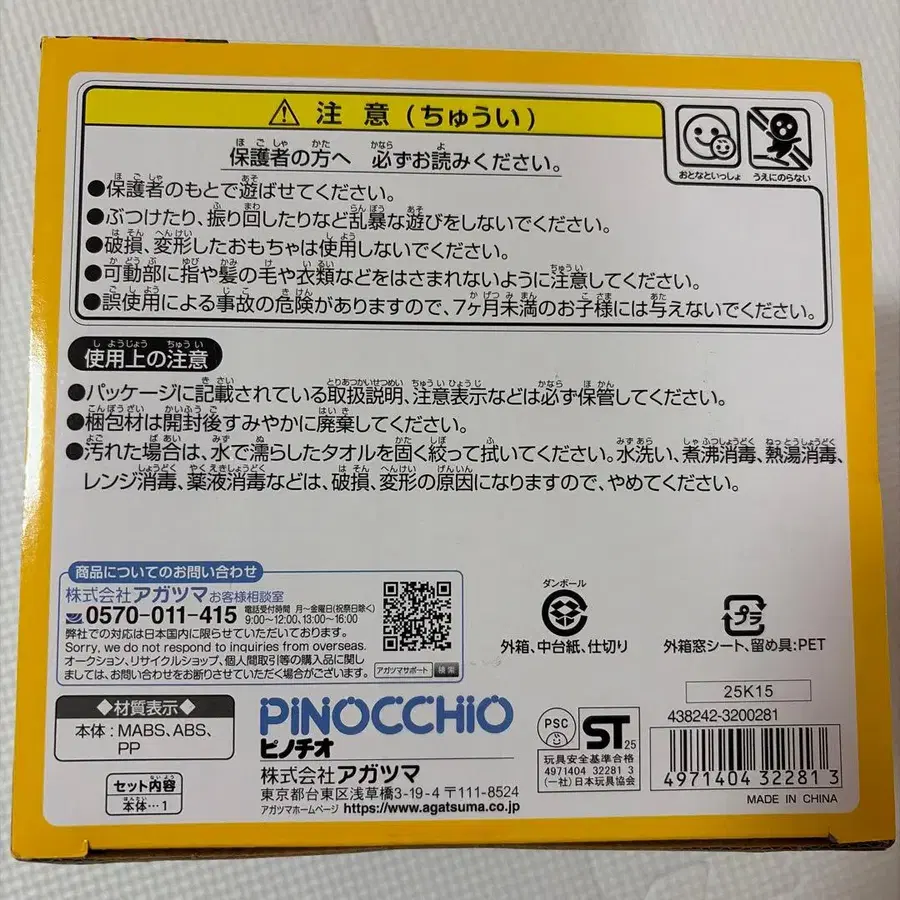 ⚠ 注意(ちゅうい)
保護者の方へ 必ずお読みください。
●保護者のもとで遊ばせてください。
●ぶつけたり、振り回したりなど乱暴な遊びをしないでください。
●破損、変形したおもちゃは使用しないでください。
●可動部に指や髪の毛や衣類などをはさまれないように注意してください。
●誤使用による事故の危険がありますので、7ヶ月未満のお子様には与えないでください。
おとなといっしょ
うえにのらない
使用上の注意
●パッケージに記載されている取扱説明、注意表示などは必ず保管してください。
●梱包材は開封後すみやかに廃棄してください。
●汚れた場合は、水で濡らしたタオルを固く絞って拭いてください。水洗い、煮沸消毒、熱湯消毒、
レンジ消毒、薬液消毒などは、破損、変形の原因になりますので、やめてください。
商品についてのお問い合わせ
株式会社アガツマお客様相談室
0570-011-415 電話受付時間 月〜金曜日(祝祭日除く)
9:00〜12:00、13:00〜16:00
弊社での対応は日本国内に限らせていただいております。
Sorry, we do not respond to inquiries from overseas.
オークション、リサイクルショップ、個人間取引等の購入品に関し
ましては、お問い合わせをお断りさせていただく場合がございます。
アガツマサポート 検索
ダンボール
外箱、中台紙、仕切り
プラ
外箱窓シート、留め具:PET
◆材質表示◆
本体:MABS、ABS、
PP
セット内容
本体…1
PINOCCHIO
ピノチオ
株式会社アガツマ
東京都台東区浅草橋3-19-4 〒111-8524
アガツマホームページ https://www.agatsuma.co.jp
PSC
ST 25
玩具安全基準合格
4971404 32281 3
(一社)日本玩具協会
25K15
438242-3200281
4 971404 322813
MADE IN CHINA